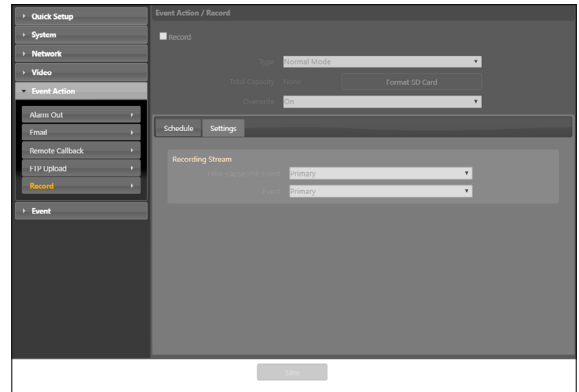 Quick Setup
System
Network
Video
Event Action
Alarm Out
Email
Remote Callback
FTP Upload
Record
Event
Event Action / Record
Record
Type Normal Mode
Total Capacity None Format SD Card
Overwrite On
Schedule Settings
Recording Stream
Primary
Event Primary
Save